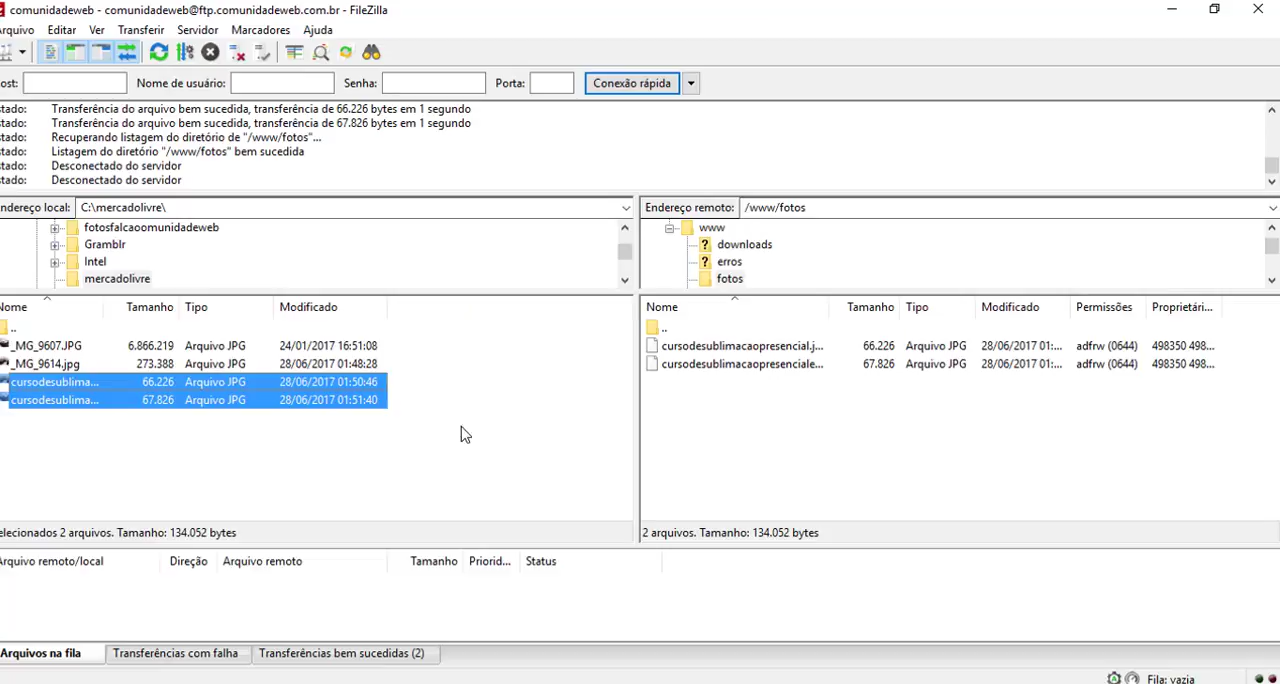 comunidadeweb - comunidadeweb@ftp.comunidadeweb.com.br - FileZilla
rquivo Editar Ver Transferir Servidor Marcadores Ajuda
ost: Nome de usuário: Senha: Porta: Conexão rápida
stado: Transferência do arquivo bem sucedida, transferência de 66.226 bytes em 1 segundo
stado: Transferência do arquivo bem sucedida, transferência de 67.826 bytes em 1 segundo
stado: Recuperando listagem do diretório de "/www/fotos"...
stado: Listagem do diretório "/www/fotos" bem sucedida
stado: Desconectado do servidor
stado: Desconectado do servidor
ndereço local: C:\mercadolivre\
fotosfalcaoomunidadeweb
Gramblr
Intel
mercadolivre
Endereço remoto: /www/fotos
www
downloads
erros
fotos
Nome Tamanho Tipo Modificado
..
_MG_9607.JPG 6.866.219 Arquivo JPG 24/01/2017 16:51:08
_MG_9614.jpg 273.388 Arquivo JPG 28/06/2017 01:48:28
cursodesublima... 66.226 Arquivo JPG 28/06/2017 01:50:46
cursodesublima... 67.826 Arquivo JPG 28/06/2017 01:51:40
elecionados 2 arquivos. Tamanho: 134.052 bytes
Nome Tamanho Tipo Modificado Permissões Proprietári...
..
cursodesublimacaopresencial.j... 66.226 Arquivo JPG 28/06/2017 01:... adfrw (0644) 498350 498...
cursodesublimacaopresenciale... 67.826 Arquivo JPG 28/06/2017 01:... adfrw (0644) 498350 498...
2 arquivos. Tamanho: 134.052 bytes
Arquivo remoto/local Direção Arquivo remoto Tamanho Priorid... Status
Arquivos na fila Transferências com falha Transferências bem sucedidas (2)
Fila: vazia